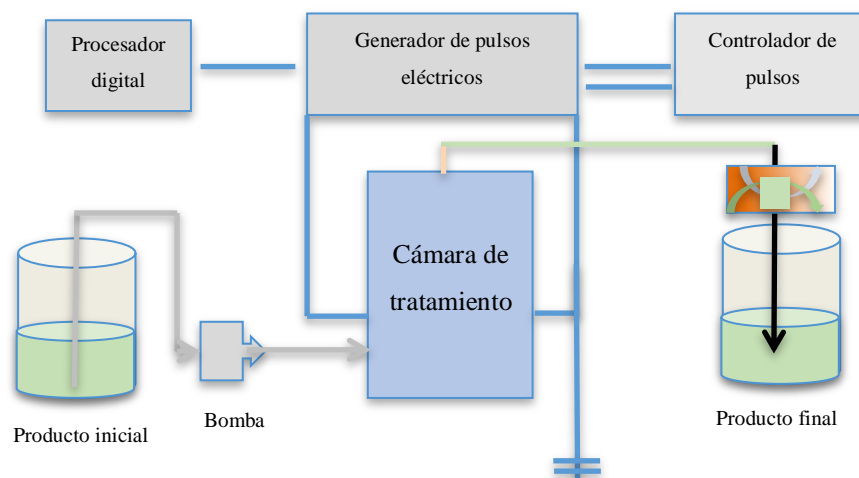 Procesador
digital
Generador de pulsos
eléctricos
Controlador de
pulsos
Cámara de
tratamiento
Producto inicial
Bomba
Producto final